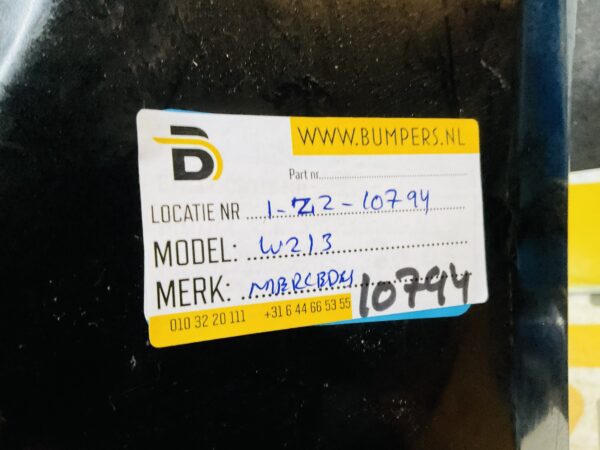 D
WWW.BUMPERS.NL
Part nr.
LOCATIE NR 1-Z2-10794
MODEL: W213
MERK: MERCEDES
10794
010 32 20 111 +31 6 44 66 53 55